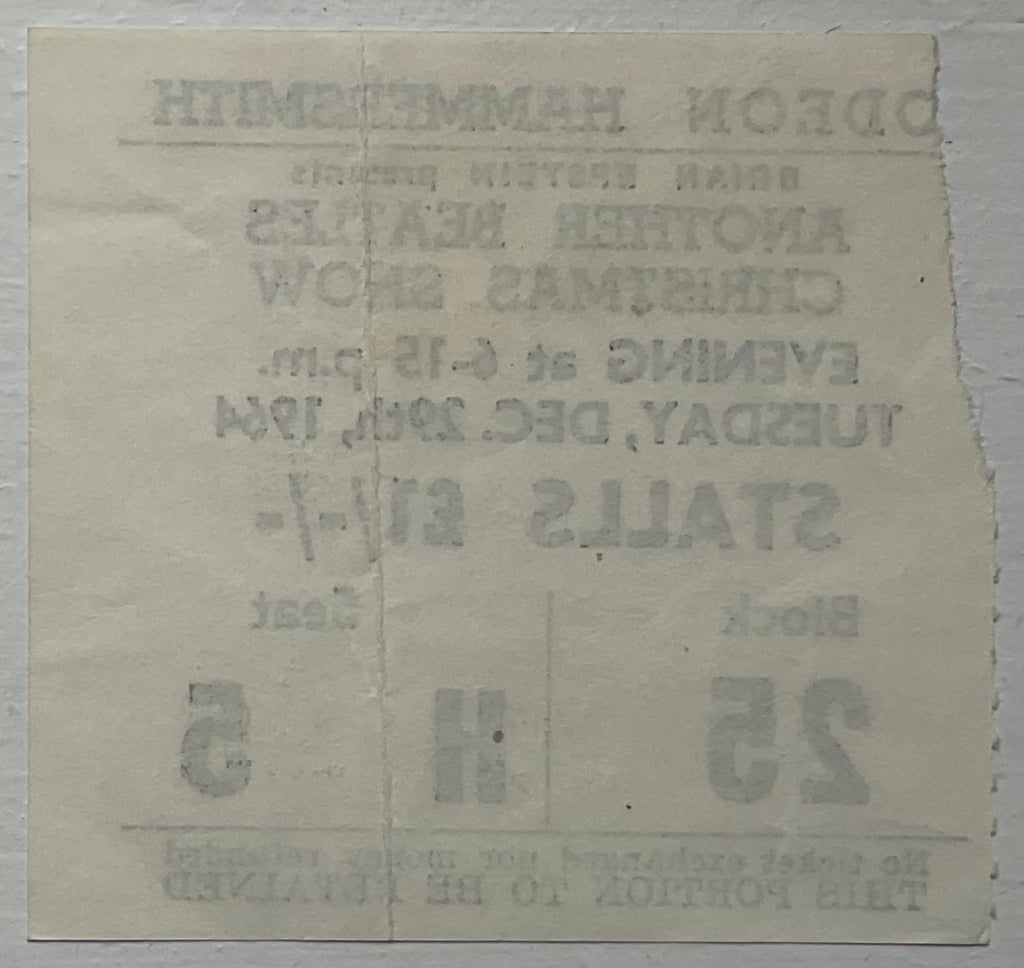 ODEON HAMMERSMITH
BRIAN EPSTEIN presents
ANOTHER BEATLES
CHRISTMAS SHOW
EVENING at 6-15 p.m.
TUESDAY, DEC. 29th, 1964
STALLS £1/-/-
Block Seat
25 H 5
No ticket exchanged nor money refunded
THIS PORTION TO BE RETAINED